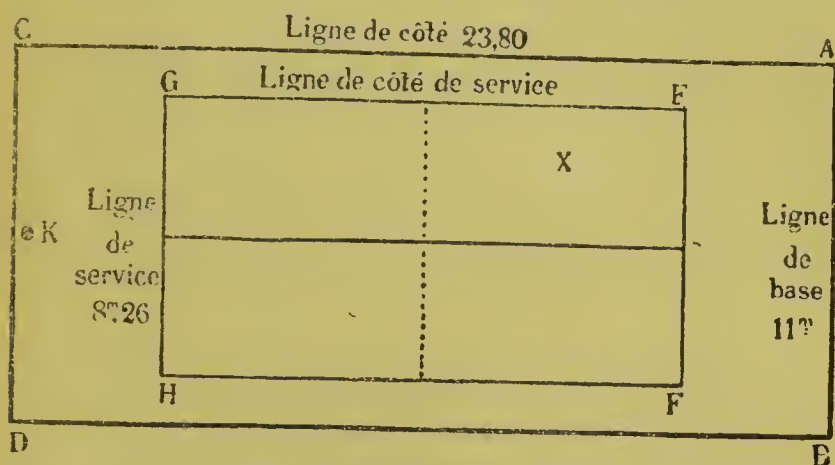 C
Ligne de côté 23,80
A
G
Ligne de côté de service
E
X
K
Ligne
de
service
8m26
Ligne
de
base
11m
H
F
D
B